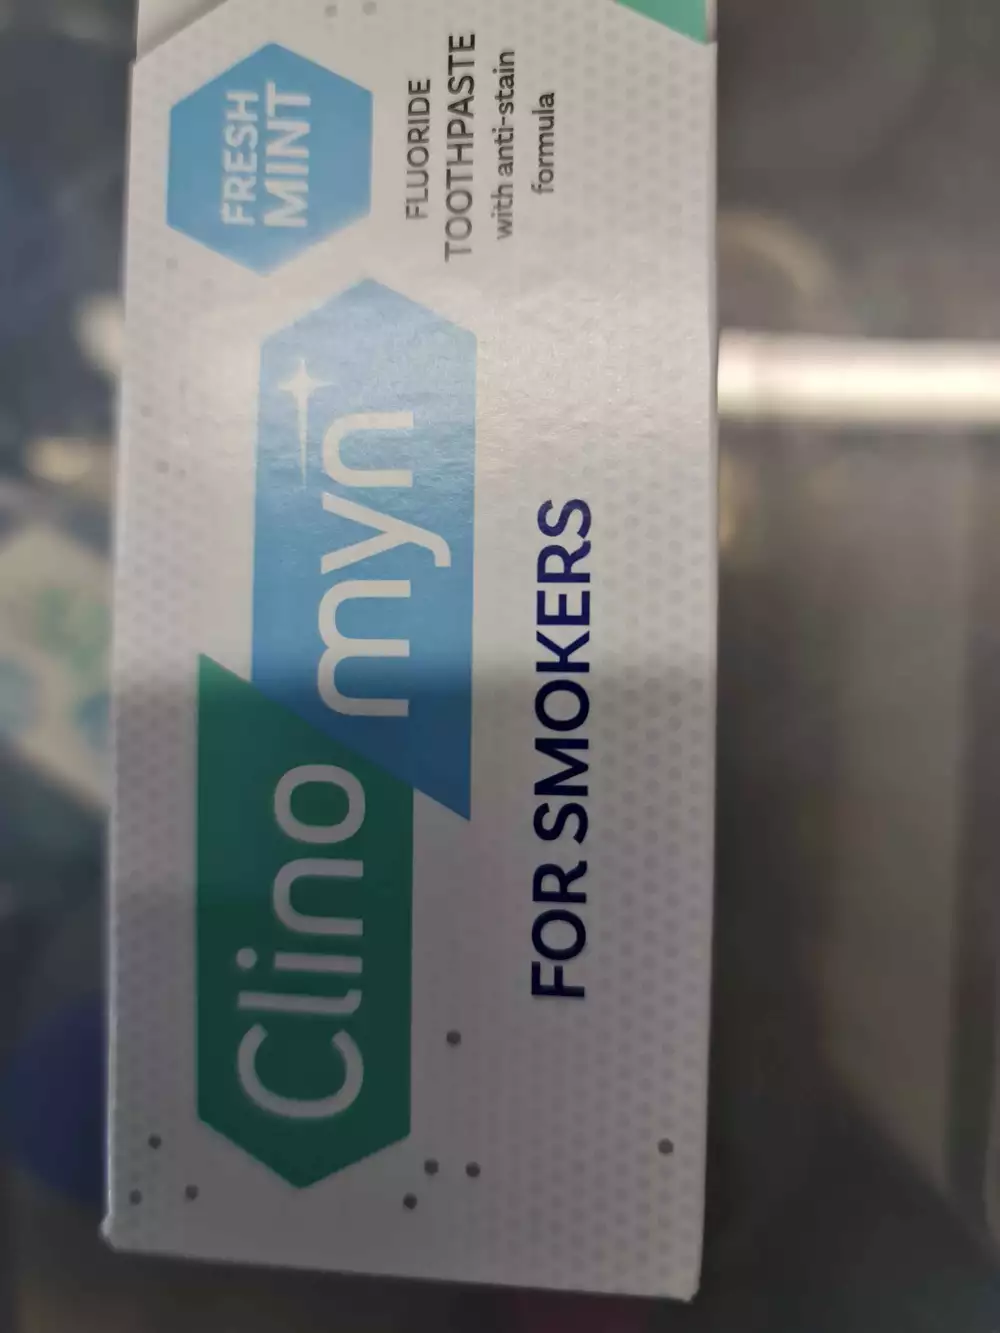 Clinomyn
FRESH
MINT
FLUORIDE
TOOTHPASTE
with anti-stain
formula
FOR SMOKERS